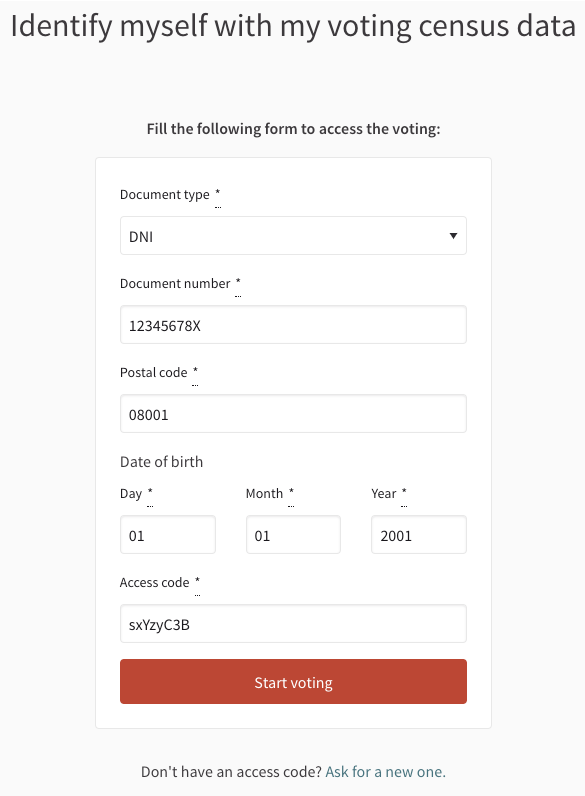 Identify myself with my voting census data
Fill the following form to access the voting:
Document type *
DNI
Document number *
12345678X
Postal code *
08001
Date of birth
Day * Month * Year *
01 01 2001
Access code *
sxYzyC3B
Start voting
Don't have an access code? Ask for a new one.